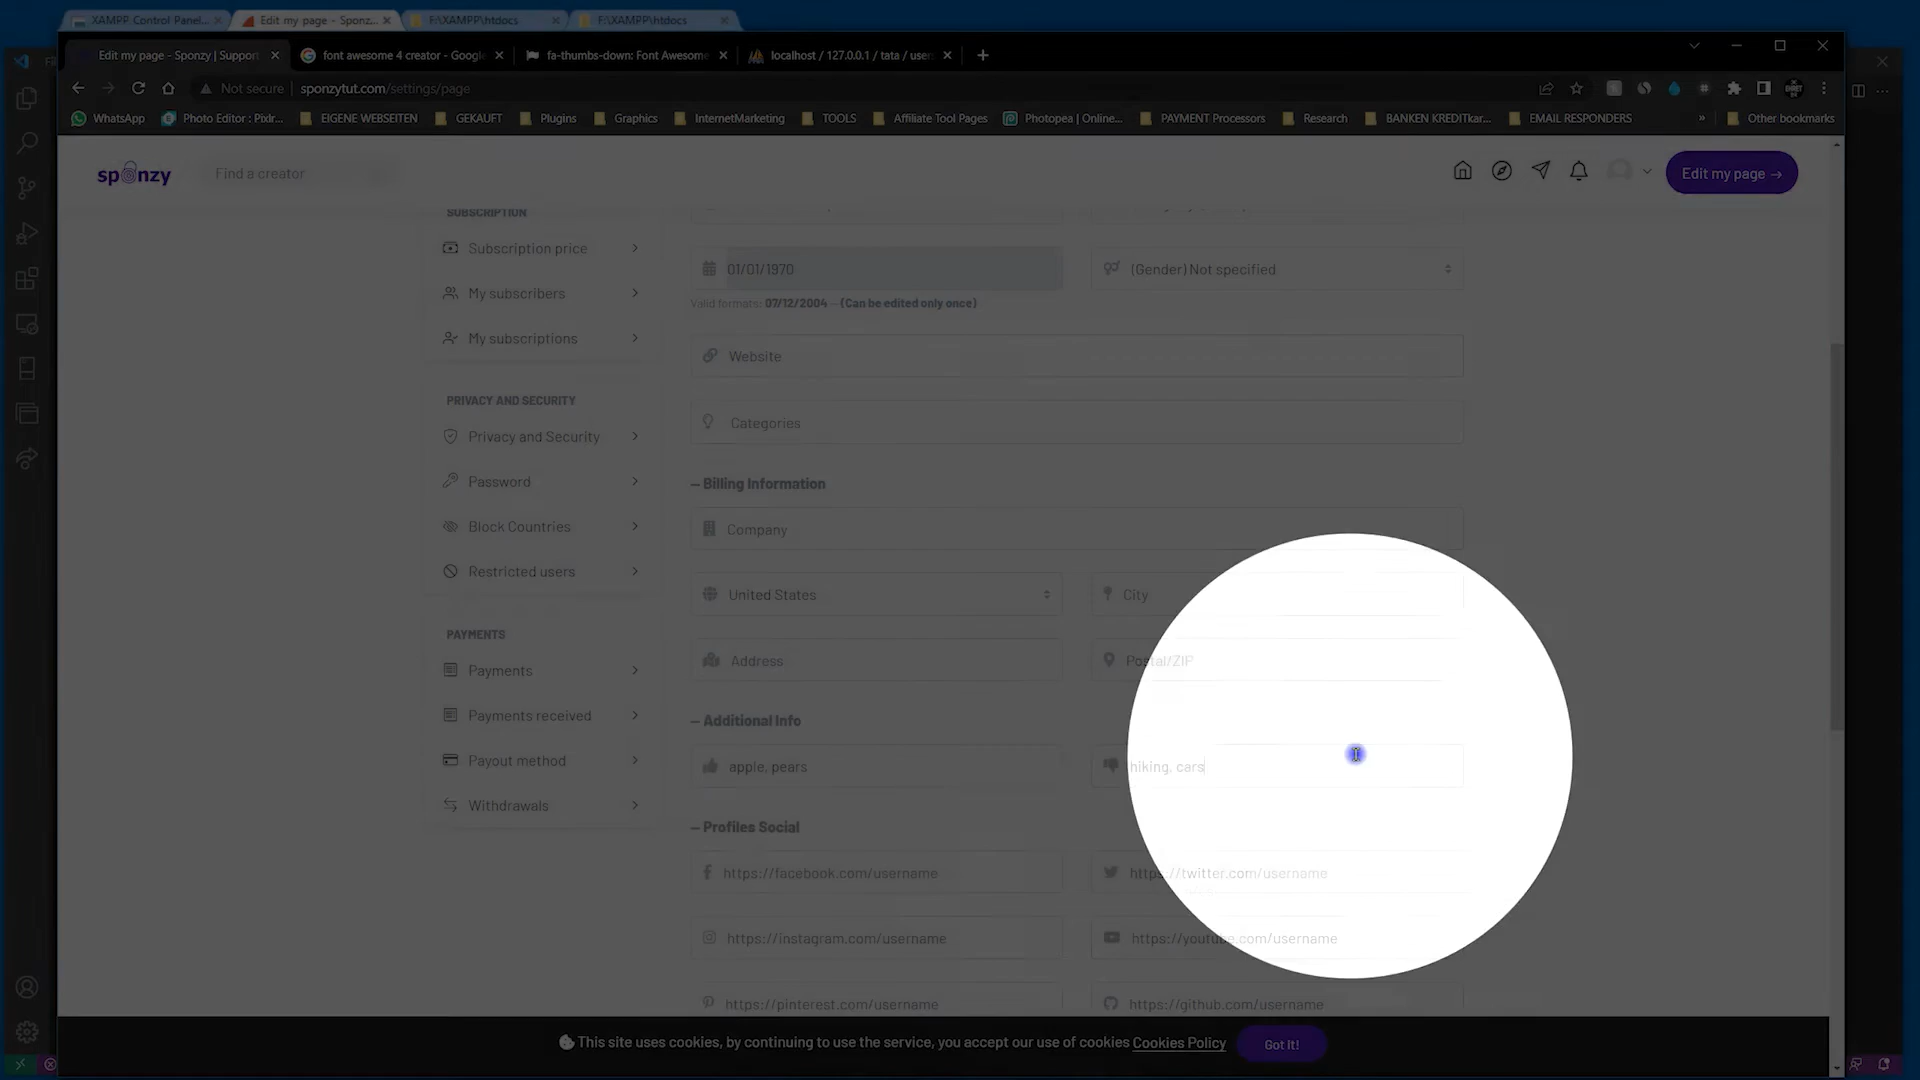 XAMPP Control Panel...
Edit my page - Sponz...
F:\XAMPP\htdocs
F:\XAMPP\htdocs
Edit my page - Sponzy | Support
font awesome 4 creator - Google
fa-thumbs-down: Font Awesome
localhost / 127.0.0.1 / tata / user
Not secure
sponzytut.com/settings/page
WhatsApp
Photo Editor : Pixlr...
EIGENE WEBSEITEN
GEKAUFT
Plugins
Graphics
InternetMarketing
TOOLS
Affiliate Tool Pages
Photopea | Online...
PAYMENT Processors
Research
BANKEN KREDITkar...
EMAIL RESPONDERS
»
Other bookmarks
sponzy
Find a creator
Edit my page →
SUBSCRIPTION
Subscription price
My subscribers
My subscriptions
PRIVACY AND SECURITY
Privacy and Security
Password
Block Countries
Restricted users
PAYMENTS
Payments
Payments received
Payout method
Withdrawals
01/01/1970
(Gender) Not specified
Valid formats: 07/12/2004 --(Can be edited only once)
Website
Categories
-- Billing Information
Company
United States
City
Address
Postal/ZIP
-- Additional Info
apple, pears
hiking, cars
-- Profiles Social
https://facebook.com/username
https://twitter.com/username
https://instagram.com/username
https://youtube.com/username
https://pinterest.com/username
https://github.com/username
This site uses cookies, by continuing to use the service, you accept our use of cookies Cookies Policy
Got It!